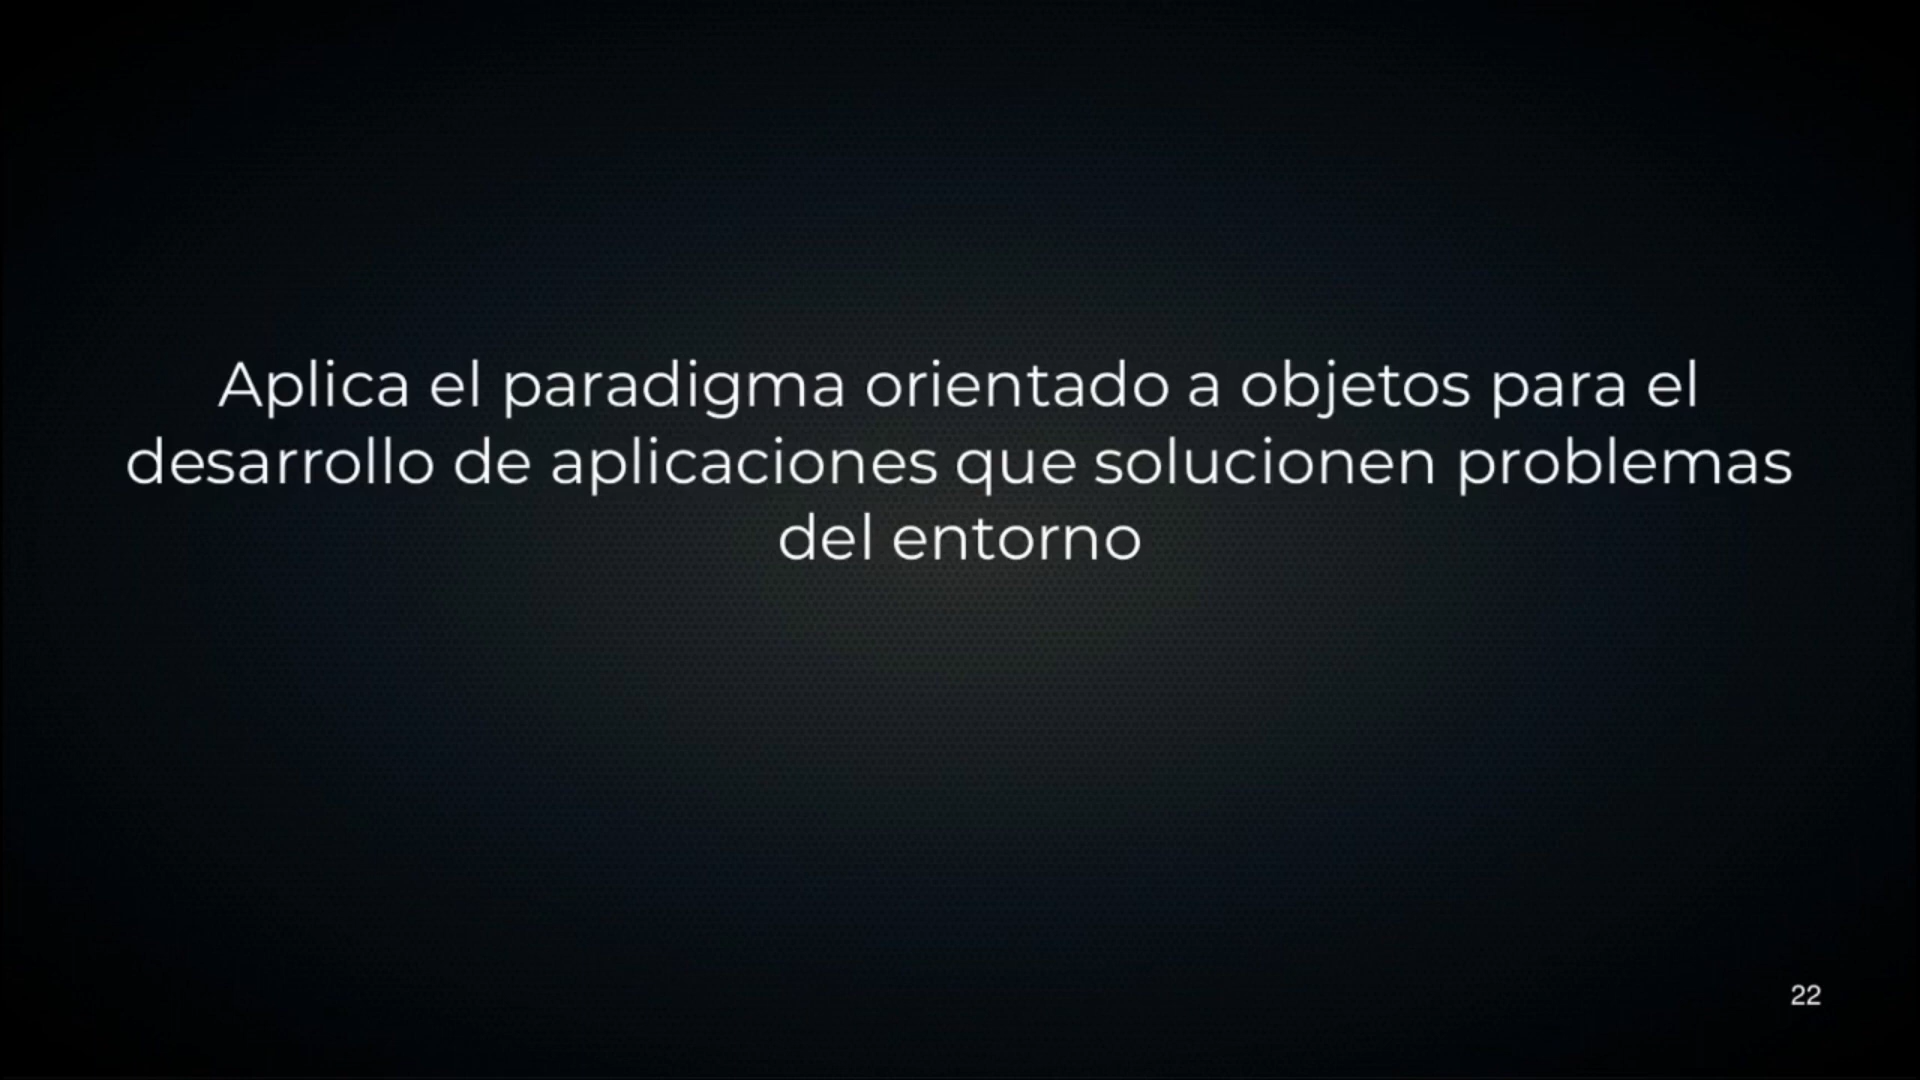 Aplica el paradigma orientado a objetos para el
desarrollo de aplicaciones que solucionen problemas
del entorno
22